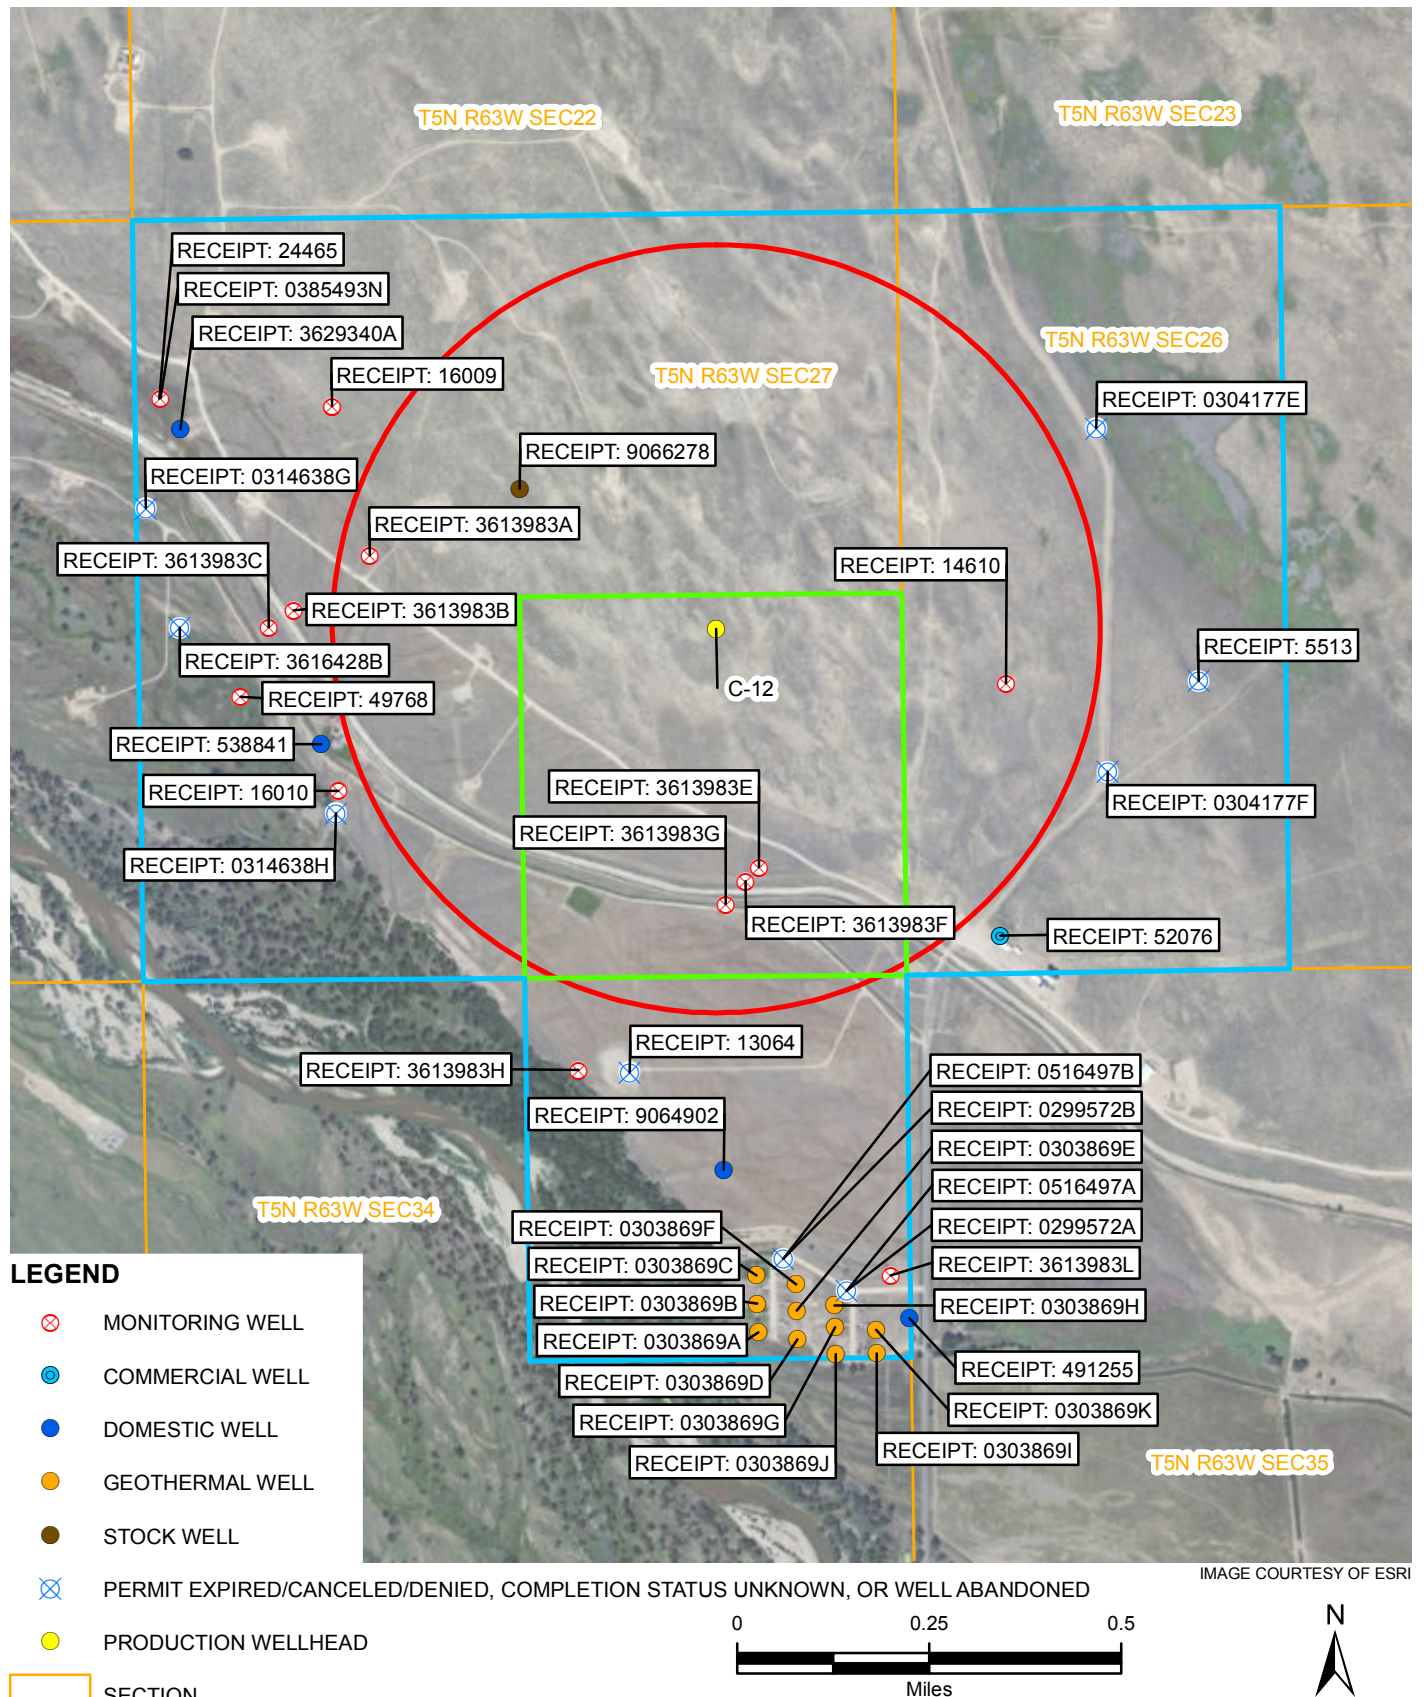 T5N R63W SEC22
T5N R63W SEC23
RECEIPT: 24465
RECEIPT: 0385493N
RECEIPT: 3629340A
RECEIPT: 16009
T5N R63W SEC27
T5N R63W SEC26
RECEIPT: 0304177E
RECEIPT: 9066278
RECEIPT: 0314638G
RECEIPT: 3613983A
RECEIPT: 3613983C
RECEIPT: 14610
RECEIPT: 3613983B
RECEIPT: 3616428B
RECEIPT: 5513
C-12
RECEIPT: 49768
RECEIPT: 538841
RECEIPT: 16010
RECEIPT: 3613983E
RECEIPT: 0304177F
RECEIPT: 3613983G
RECEIPT: 0314638H
RECEIPT: 3613983F
RECEIPT: 52076
RECEIPT: 13064
RECEIPT: 3613983H
RECEIPT: 0516497B
RECEIPT: 9064902
RECEIPT: 0299572B
RECEIPT: 0303869E
RECEIPT: 0516497A
T5N R63W SEC34
RECEIPT: 0303869F
RECEIPT: 0299572A
RECEIPT: 0303869C
RECEIPT: 3613983L
RECEIPT: 0303869B
RECEIPT: 0303869H
RECEIPT: 0303869A
RECEIPT: 491255
RECEIPT: 0303869D
RECEIPT: 0303869K
RECEIPT: 0303869G
RECEIPT: 0303869I
RECEIPT: 0303869J
T5N R63W SEC35
LEGEND
MONITORING WELL
COMMERCIAL WELL
DOMESTIC WELL
GEOTHERMAL WELL
STOCK WELL
PERMIT EXPIRED/CANCELED/DENIED, COMPLETION STATUS UNKNOWN, OR WELL ABANDONED
PRODUCTION WELLHEAD
SECTION
IMAGE COURTESY OF ESRI
0 0.25 0.5
Miles
N